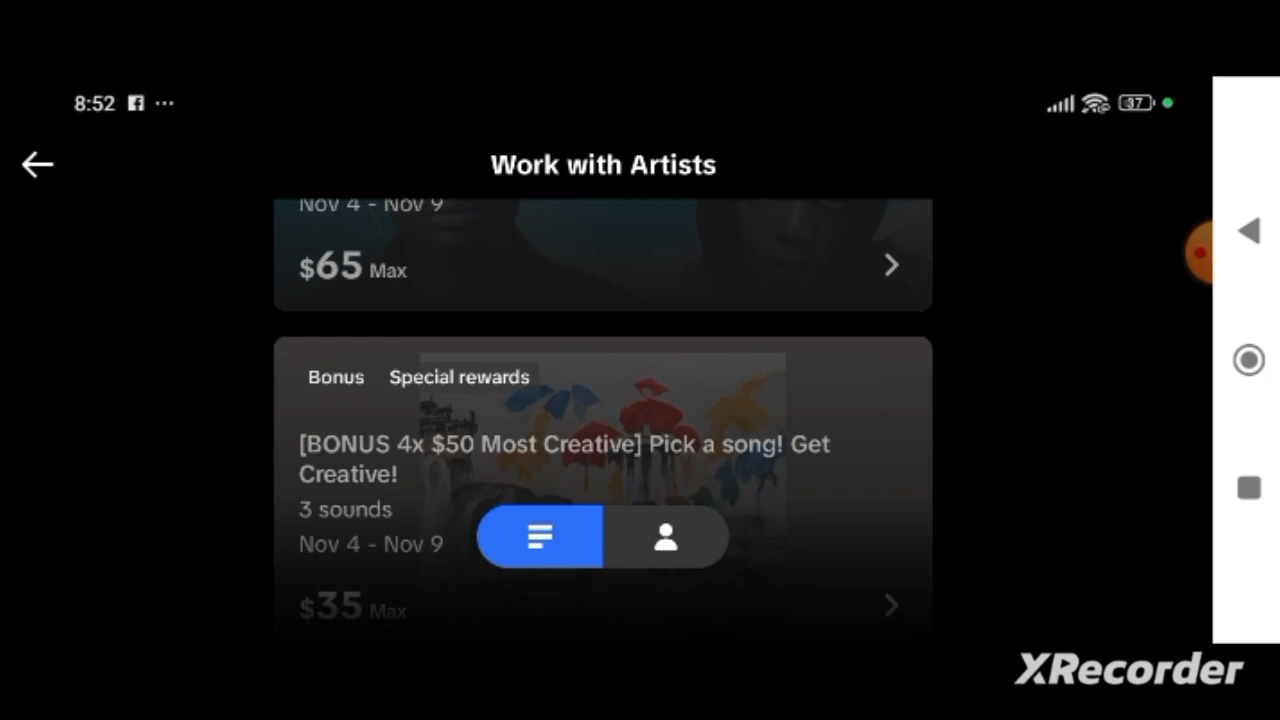 8:52
37
Work with Artists
Nov 4 - Nov 9
$65 Max
Bonus Special rewards
[BONUS 4x $50 Most Creative] Pick a song! Get
Creative!
3 sounds
Nov 4 - Nov 9
$35 Max
XRecorder